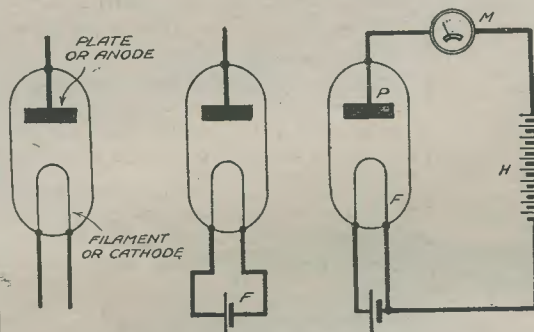 PLATE
OR ANODE
FILAMENT
OR CATHODE
F
M
P
H
F